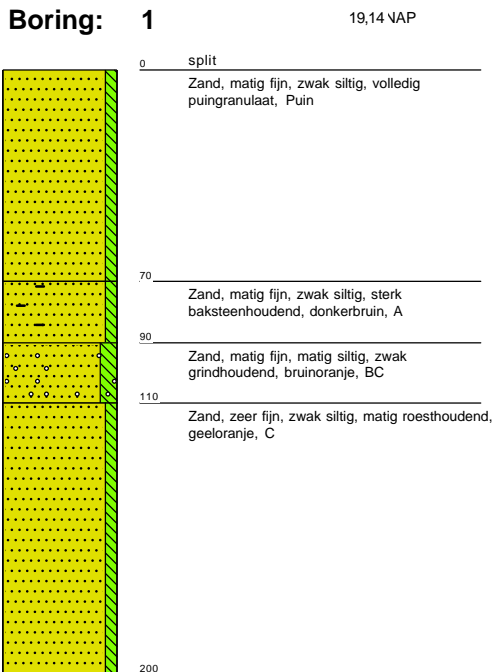 Boring: 1 19,14 NAP
0 split
Zand, matig fijn, zwak siltig, volledig
puingranulaat, Puin
70
Zand, matig fijn, zwak siltig, sterk
baksteenhoudend, donkerbruin, A
90
Zand, matig fijn, matig siltig, zwak
grindhoudend, bruinoranje, BC
110
Zand, zeer fijn, zwak siltig, matig roesthoudend,
geeloranje, C
200